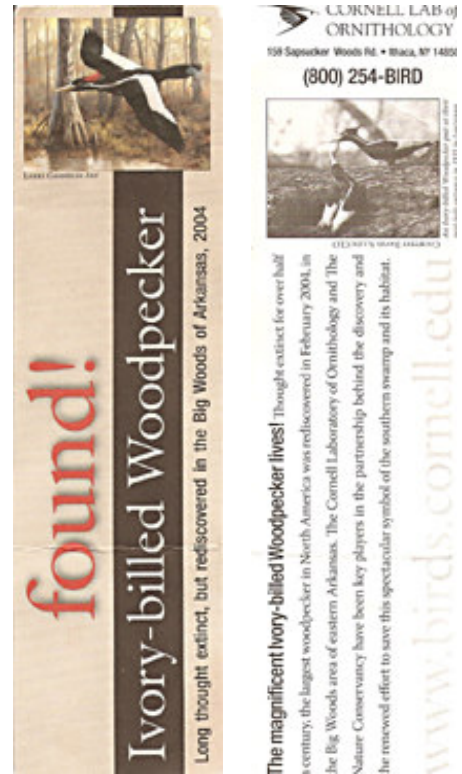 found!
Ivory-billed Woodpecker
Long thought extinct, but rediscovered in the Big Woods of Arkansas, 2004
CORNELL LAB of
ORNITHOLOGY
159 Sapsucker Woods Rd. • Ithaca, NY 14850
(800) 254-BIRD
The magnificent Ivory-billed Woodpecker lives! Thought extinct for over half
a century, the largest woodpecker in North America was rediscovered in February 2004, in
the Big Woods area of eastern Arkansas. The Cornell Laboratory of Ornithology and The
Nature Conservancy have been key players in the partnership behind the discovery and
the renewed effort to save this spectacular symbol of the southern swamp and its habitat.
www.birds.cornell.edu